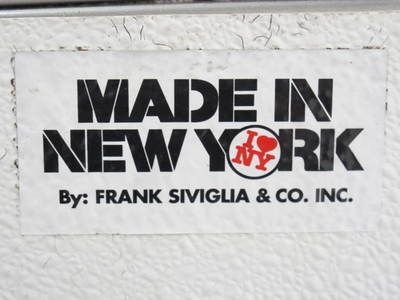 MADE IN
NEW YORK
I ♥
NY
By: FRANK SIVIGLIA & CO. INC.